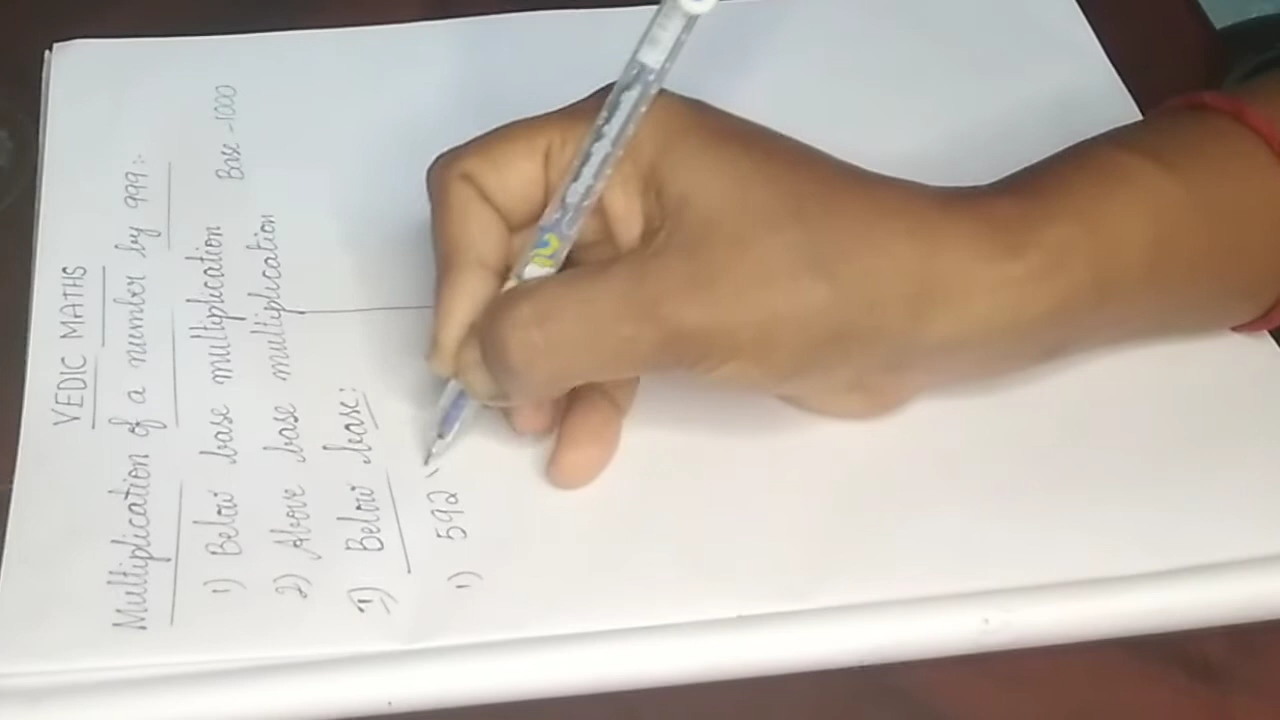 VEDIC MATHS
Multiplication of a number by 999:-
1) Below base multiplication Base - 1000
2) Above base multiplication
I) Below base:
1) 592